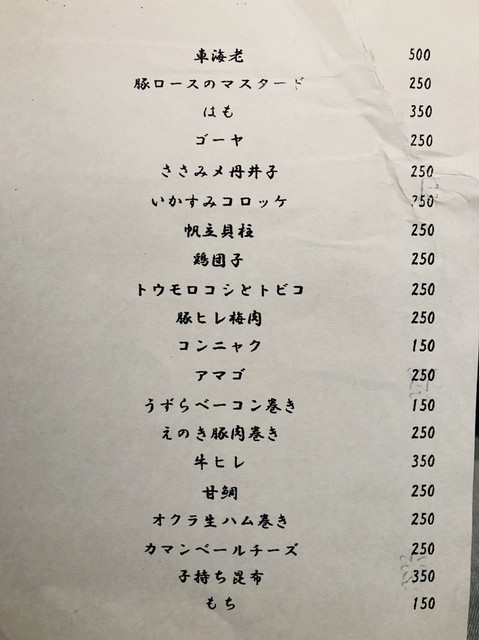 車海老 500
豚ロースのマスタード 250
はも 350
ゴーヤ 250
ささみ〆丹井子 250
いかすみコロッケ 250
帆立貝柱 250
鶏団子 250
トウモロコシとトビコ 250
豚ヒレ梅肉 250
コンニャク 150
アマゴ 250
うずらベーコン巻き 150
えのき豚肉巻き 250
牛ヒレ 350
甘鯛 250
オクラ生ハム巻き 250
カマンベールチーズ 250
子持ち昆布 350
もち 150